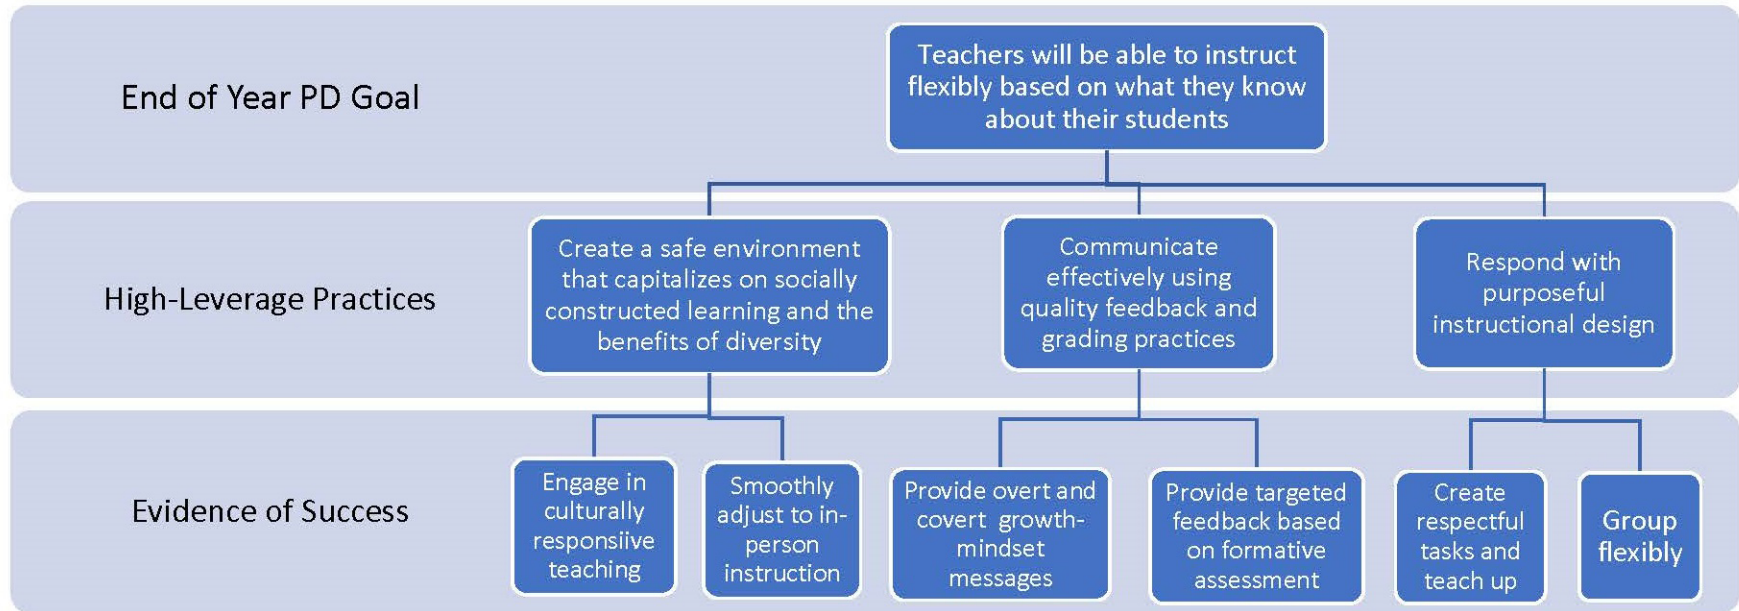 End of Year PD Goal
Teachers will be able to instruct
flexibly based on what they know
about their students
High-Leverage Practices
Create a safe environment
that capitalizes on socially
constructed learning and the
benefits of diversity
Communicate
effectively using
quality feedback and
grading practices
Respond with
purposeful
instructional design
Evidence of Success
Engage in
culturally
responsiive
teaching
Smoothly
adjust to in-
person
instruction
Provide overt and
covert growth-
mindset
messages
Provide targeted
feedback based
on formative
assessment
Create
respectful
tasks and
teach up
Group
flexibly